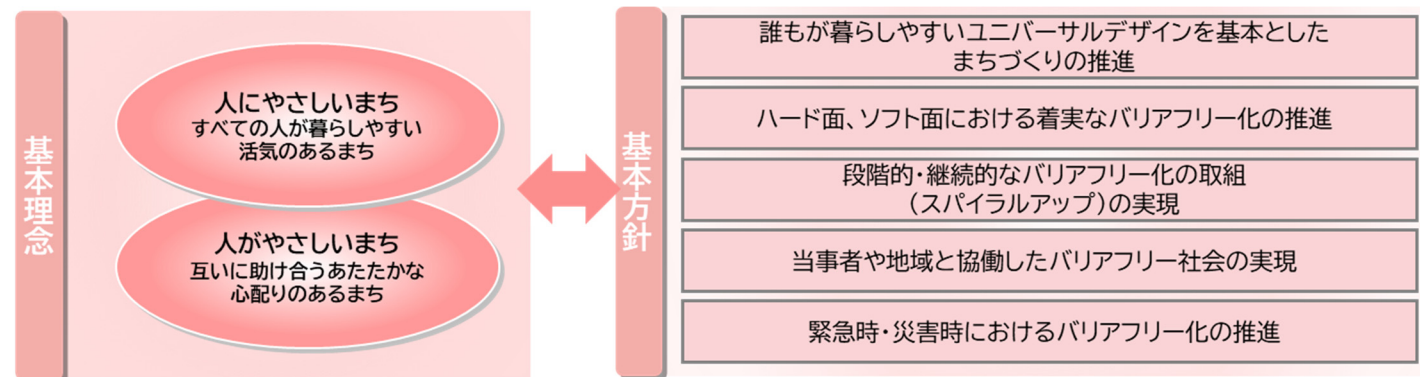 基本理念
人にやさしいまち
すべての人が暮らしやすい
活気のあるまち
人がやさしいまち
互いに助け合うあたたかな
心配りのあるまち
基本方針
誰もが暮らしやすいユニバーサルデザインを基本とした
まちづくりの推進
ハード面、ソフト面における着実なバリアフリー化の推進
段階的・継続的なバリアフリー化の取組
(スパイラルアップ)の実現
当事者や地域と協働したバリアフリー社会の実現
緊急時・災害時におけるバリアフリー化の推進